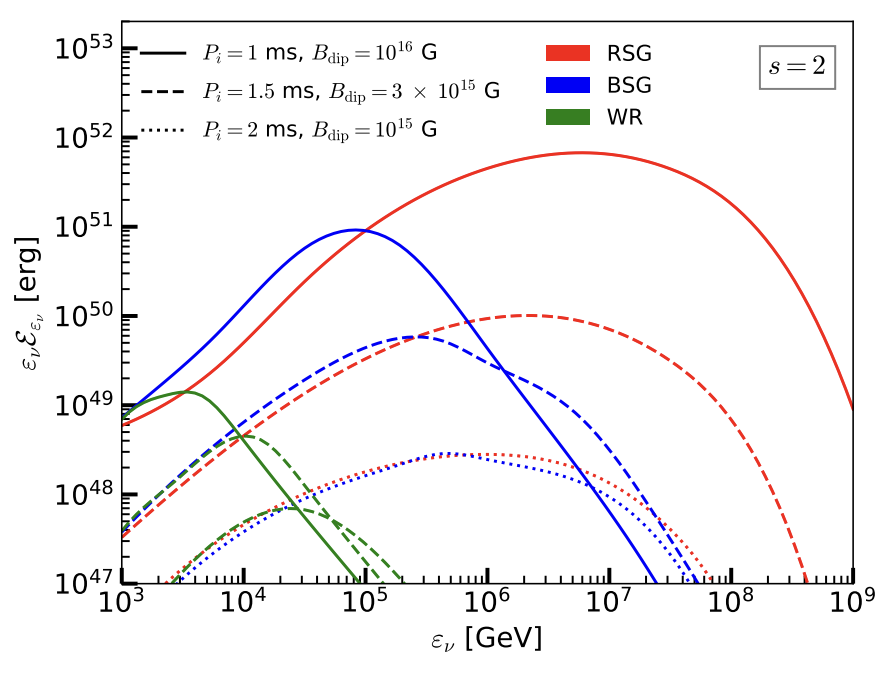 10^53
10^52
10^51
10^50
10^49
10^48
10^47
ε_ν ℰ_{ε_ν} [erg]
P_i = 1 ms, B_dip = 10^16 G
P_i = 1.5 ms, B_dip = 3 × 10^15 G
P_i = 2 ms, B_dip = 10^15 G
RSG
BSG
WR
s = 2
10^3 10^4 10^5 10^6 10^7 10^8 10^9
ε_ν [GeV]